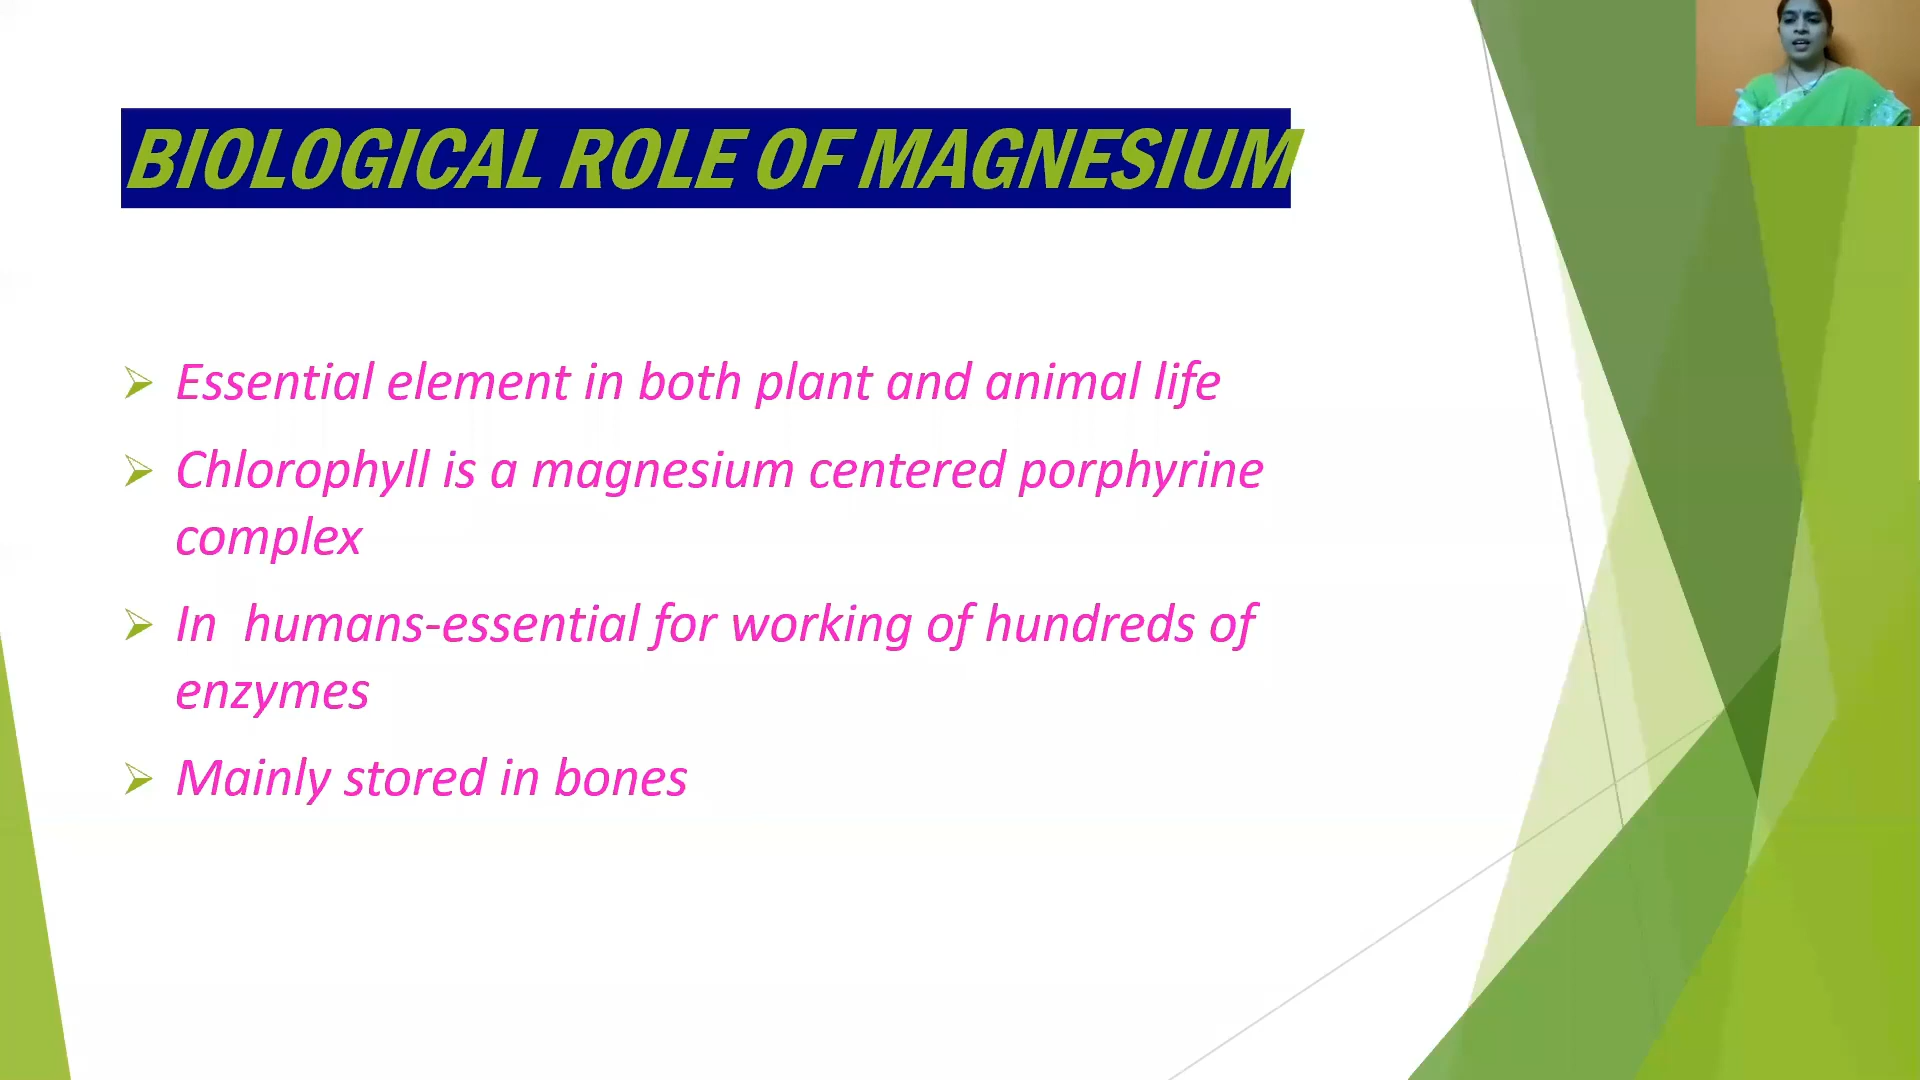 BIOLOGICAL ROLE OF MAGNESIUM
Essential element in both plant and animal life
Chlorophyll is a magnesium centered porphyrine
complex
In humans-essential for working of hundreds of
enzymes
Mainly stored in bones